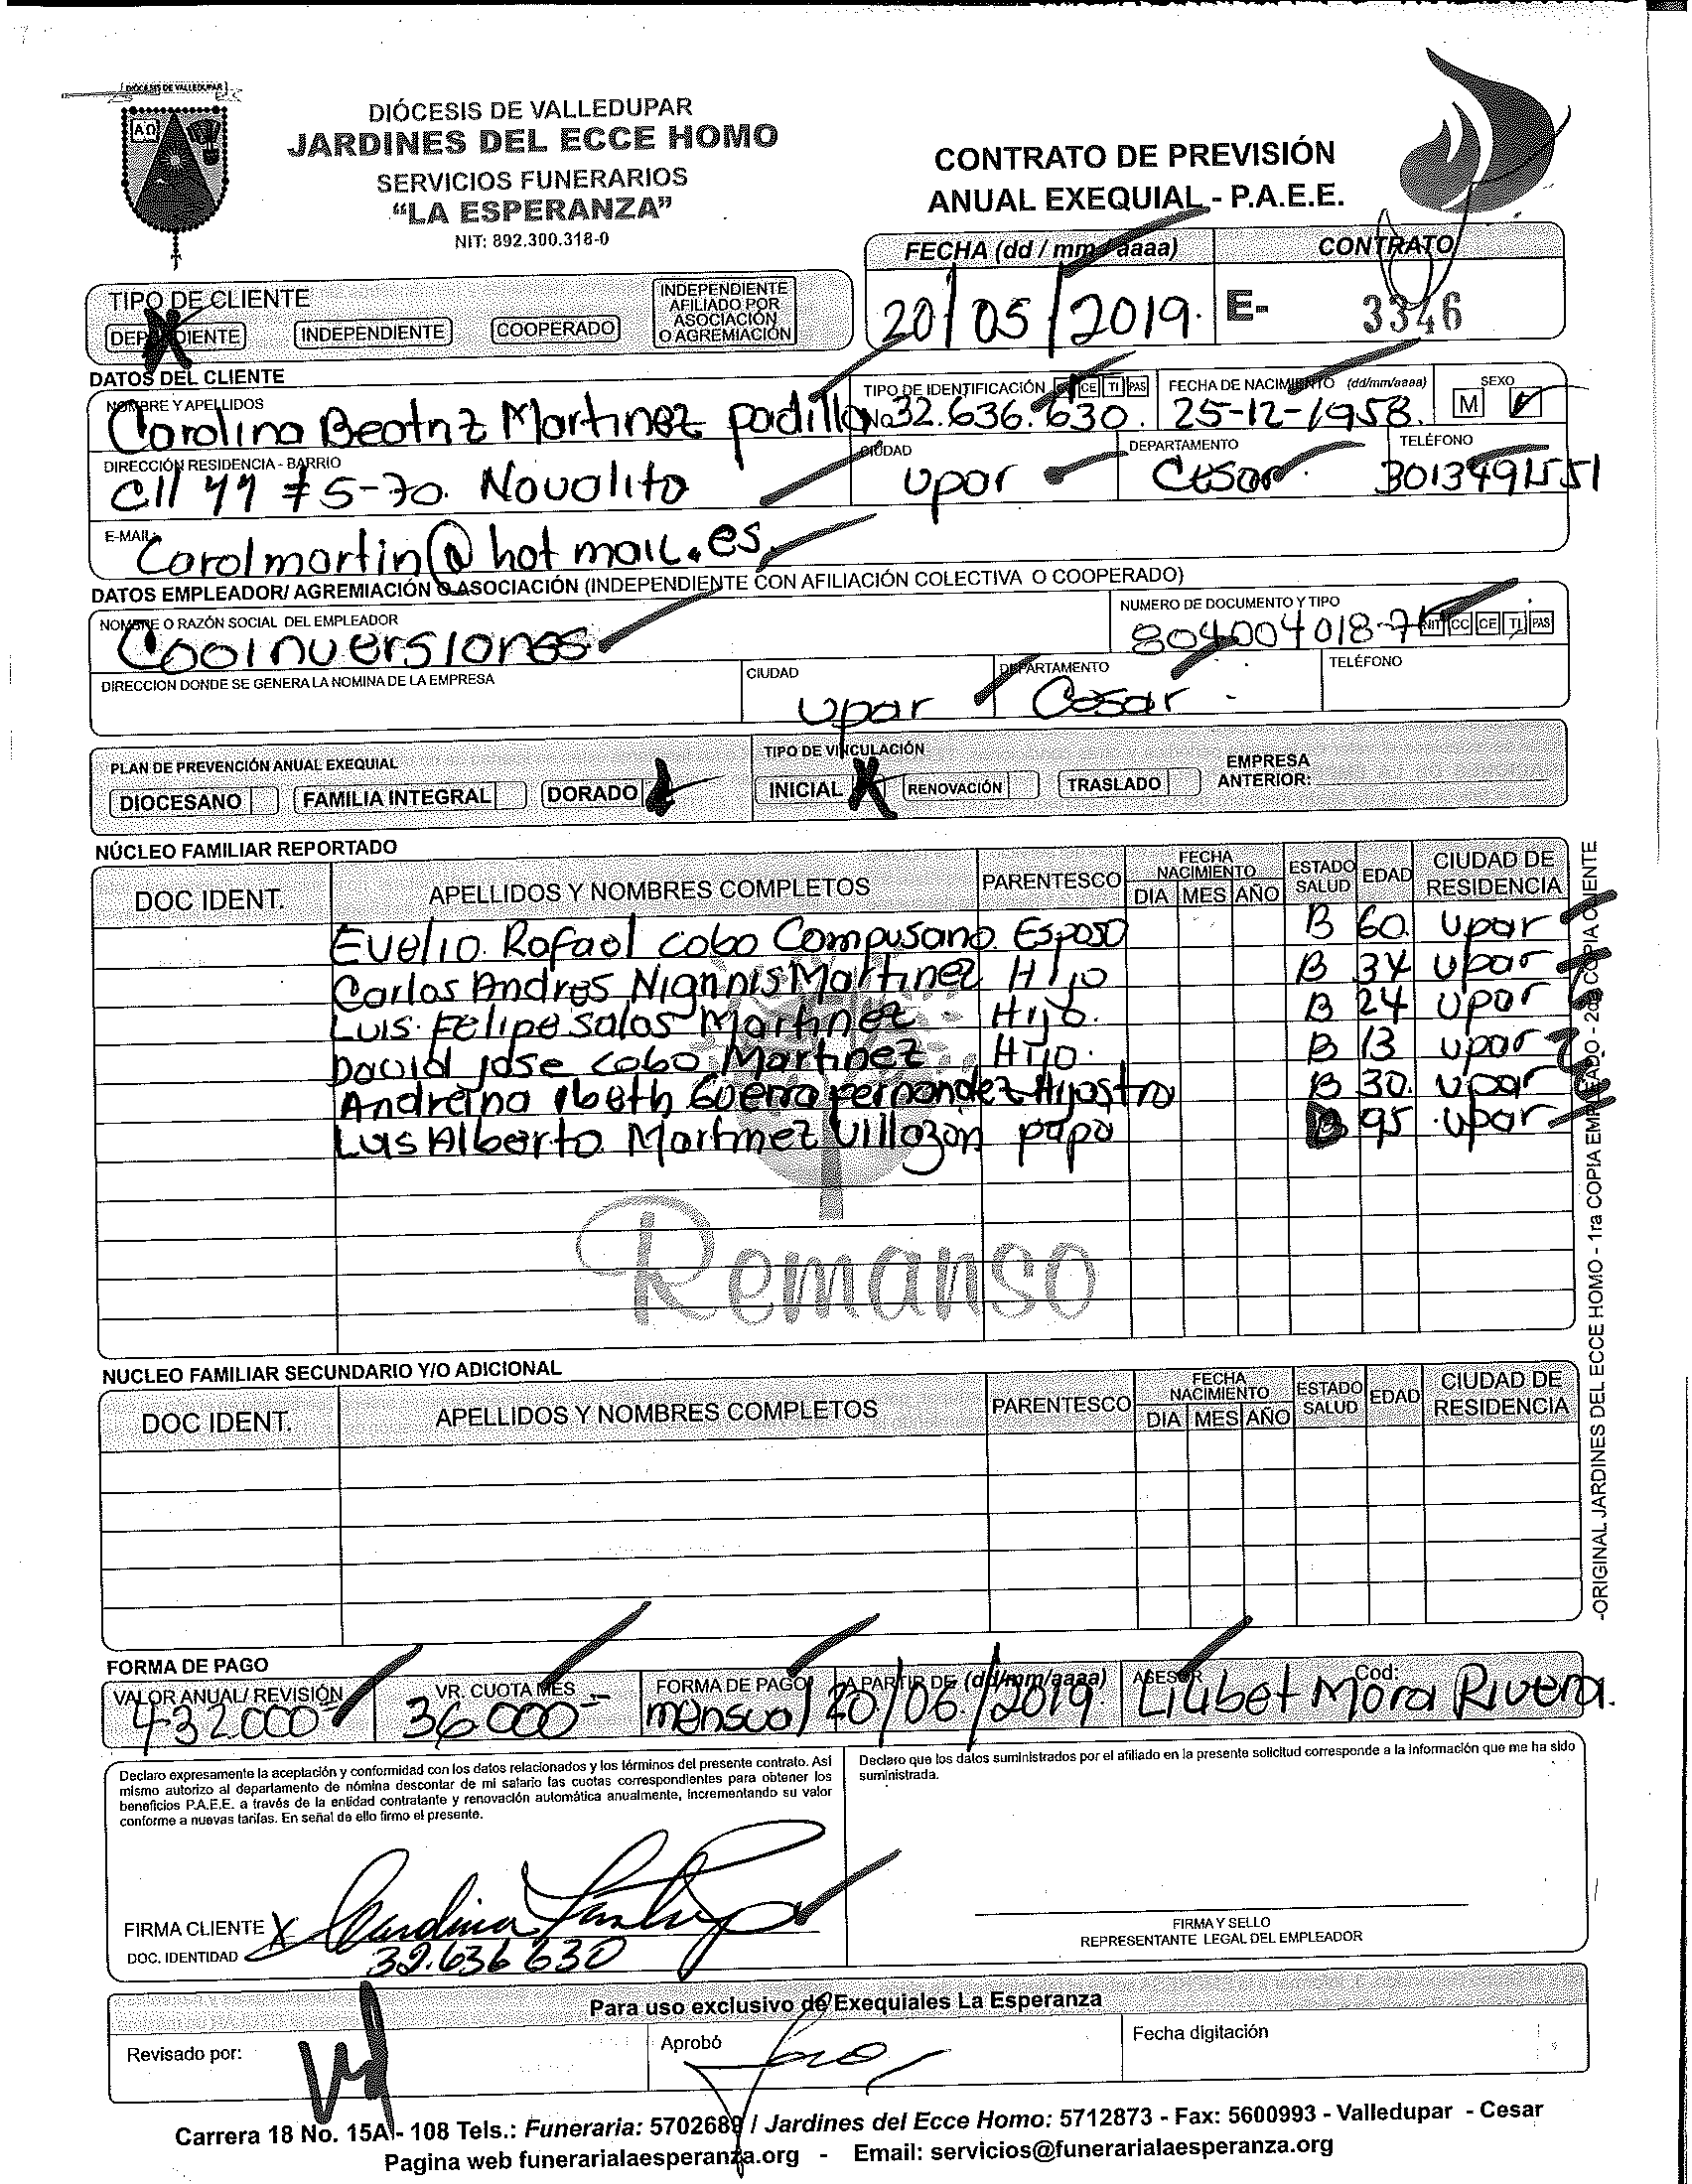 DIÓCESIS DE VALLEDUPAR
ΑΩ
DIÓCESIS DE VALLEDUPAR
JARDINES DEL ECCE HOMO
SERVICIOS FUNERARIOS
“LA ESPERANZA”
NIT: 892.300.318-0
CONTRATO DE PREVISIÓN
ANUAL EXEQUIAL - P.A.E.E.
FECHA (dd / mm / aaaa) CONTRATO
20/05/2019. E- 3346
TIPO DE CLIENTE
DEPENDIENTE INDEPENDIENTE COOPERADO INDEPENDIENTE AFILIADO POR ASOCIACIÓN O AGREMIACIÓN
DATOS DEL CLIENTE
NOMBRE Y APELLIDOS TIPO DE IDENTIFICACIÓN CC CE TI PAS FECHA DE NACIMIENTO (dd/mm/aaaa) SEXO
Carolina Beatriz Martinez padilla No 32.636.630. 25-12-1958. M
DIRECCIÓN RESIDENCIA - BARRIO CIUDAD DEPARTAMENTO TELÉFONO
Cll #5-70. Novalito Upar Cesar. 3013491551
E-MAIL:
Carolmartin@hotmail.es
DATOS EMPLEADOR/ AGREMIACIÓN O ASOCIACIÓN (INDEPENDIENTE CON AFILIACIÓN COLECTIVA O COOPERADO)
NOMBRE O RAZÓN SOCIAL DEL EMPLEADOR NUMERO DE DOCUMENTO Y TIPO
Cooinversiones 804004018-7 NIT CC CE TI PAS
DIRECCION DONDE SE GENERA LA NOMINA DE LA EMPRESA CIUDAD DEPARTAMENTO TELÉFONO
Upar Cesar
PLAN DE PREVENCIÓN ANUAL EXEQUIAL TIPO DE VINCULACIÓN
DIOCESANO FAMILIA INTEGRAL DORADO INICIAL RENOVACIÓN TRASLADO EMPRESA ANTERIOR:
NÚCLEO FAMILIAR REPORTADO
DOC IDENT. APELLIDOS Y NOMBRES COMPLETOS PARENTESCO FECHA NACIMIENTO DIA MES AÑO ESTADO SALUD EDAD CIUDAD DE RESIDENCIA
Evelio. Rafael cobo Campusano. Esposo B 60. Upar
Carlos Andres Martinez Hijo B 34 Upar
Luis. Felipe Salas Martinez Hijo. B 24 Upar
David Jose cobo Martinez Hijo. B 13 Upar
Andreina Ibeth Guerra Fernandez Hijastra B 30. Upar
Luis Alberto Martinez Villazon papa B 95 Upar
Remanso
NUCLEO FAMILIAR SECUNDARIO Y/O ADICIONAL
DOC IDENT. APELLIDOS Y NOMBRES COMPLETOS PARENTESCO FECHA NACIMIENTO DIA MES AÑO ESTADO SALUD EDAD CIUDAD DE RESIDENCIA
-ORIGINAL JARDINES DEL ECCE HOMO - 1ra COPIA EMPLEADO - 2da COPIA CLIENTE
FORMA DE PAGO
VALOR ANUAL/ REVISIÓN VR. CUOTA MES FORMA DE PAGO A PARTIR DE (dd/mm/aaaa) ASESOR Cod:
432.000 36000 mensual 20/06/2019. Liubet Mora Rivera.
Declaro expresamente la aceptación y conformidad con los datos relacionados y los términos del presente contrato. Asi
mismo autorizo al departamento de nómina descontar de mi salario las cuotas correspondientes para obtener los
beneficios P.A.E.E. a través de la entidad contratante y renovación automática anualmente, incrementando su valor
conforme a nuevas tarifas. En señal de ello firmo el presente.
Declaro que los datos suministrados por el afiliado en la presente solicitud corresponde a la información que me ha sido
suministrada.
FIRMA CLIENTE X
DOC. IDENTIDAD 32.636630
FIRMA Y SELLO
REPRESENTANTE LEGAL DEL EMPLEADOR
Para uso exclusivo de Exequiales La Esperanza
Revisado por: Aprobó Fecha digitación
Carrera 18 No. 15A - 108 Tels.: Funeraria: 5702689 / Jardines del Ecce Homo: 5712873 - Fax: 5600993 - Valledupar - Cesar
Pagina web funerarialaesperanza.org - Email: servicios@funerarialaesperanza.org